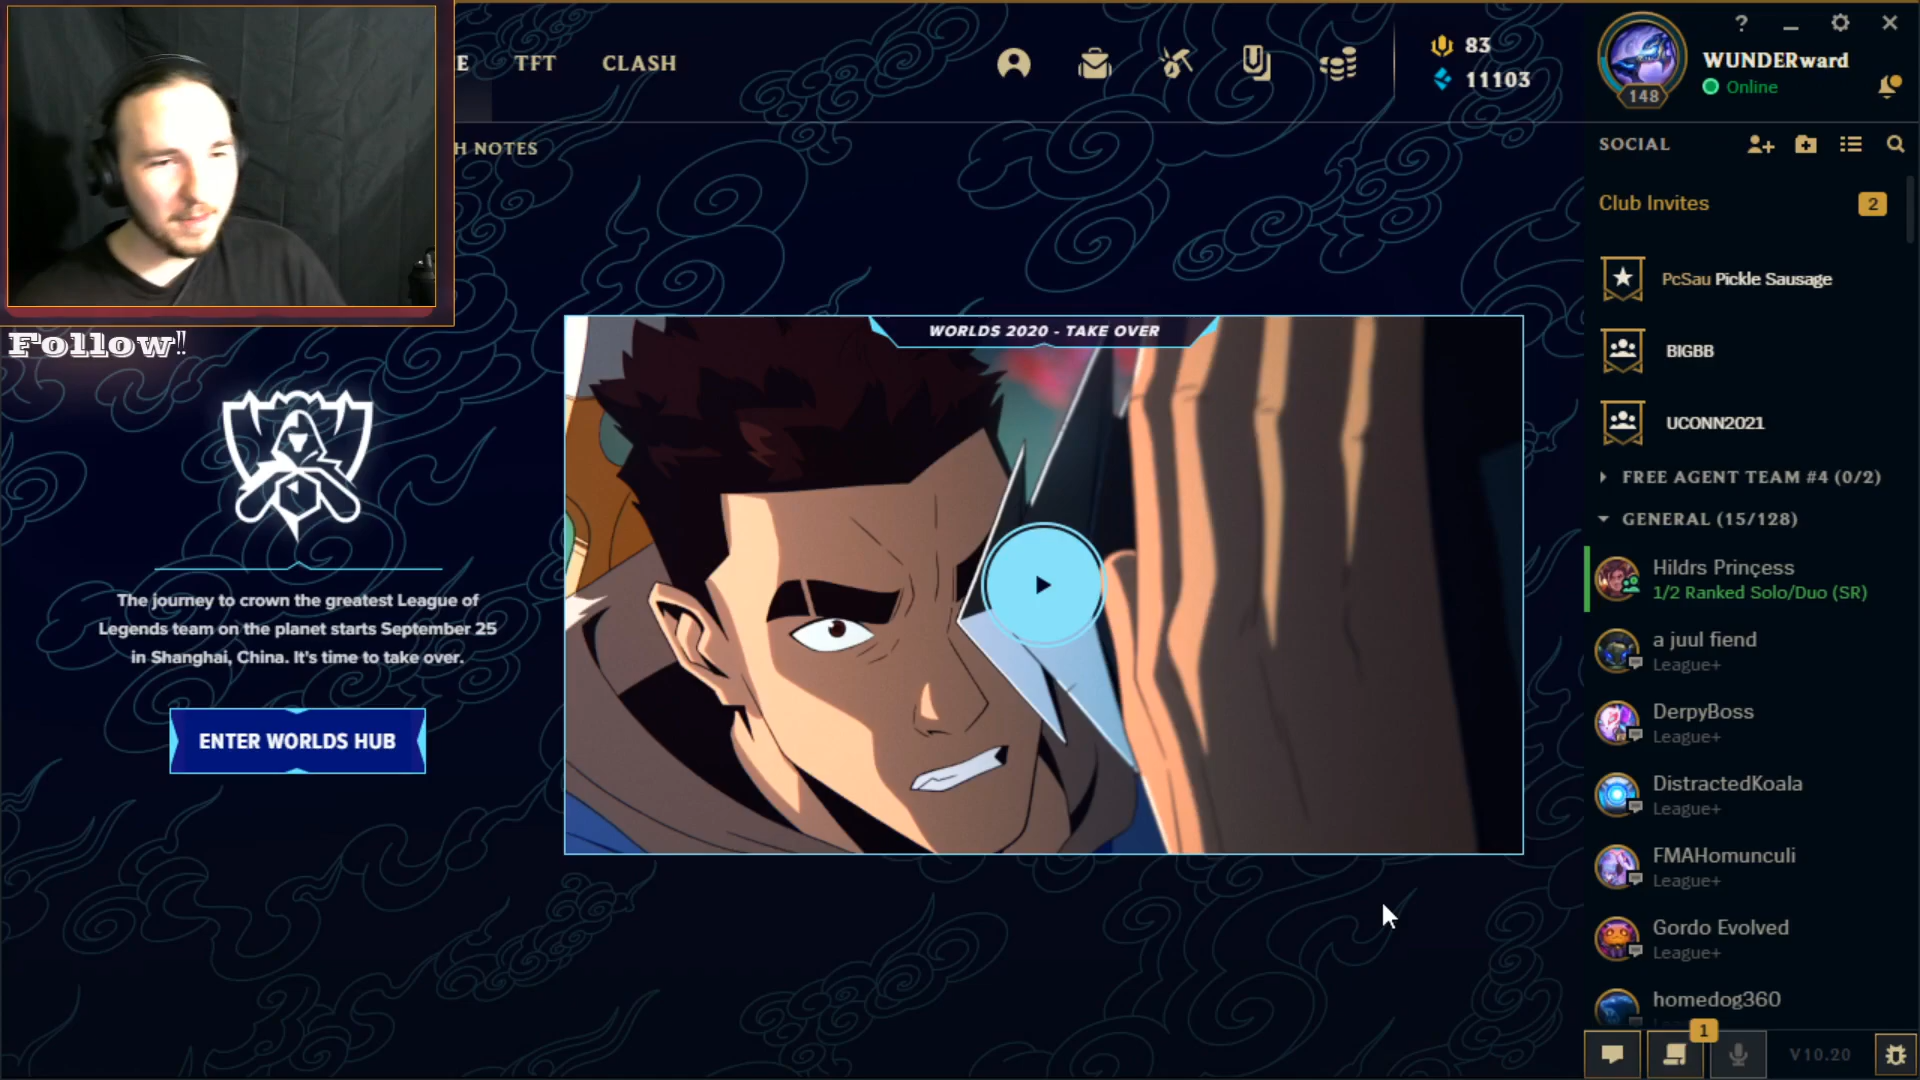 E
TFT
CLASH
83
11103
148
?
WUNDERward
Online
H NOTES
SOCIAL
Club Invites
2
PcSau Pickle Sausage
BIGBB
UCONN2021
FREE AGENT TEAM #4 (0/2)
GENERAL (15/128)
Hildrs Prinçess
1/2 Ranked Solo/Duo (SR)
a juul fiend
League+
DerpyBoss
League+
DistractedKoala
League+
FMAHomunculi
League+
Gordo Evolved
League+
homedog360
1
V10.20
Follow!!
WORLDS 2020 - TAKE OVER
The journey to crown the greatest League of
Legends team on the planet starts September 25
in Shanghai, China. It's time to take over.
ENTER WORLDS HUB